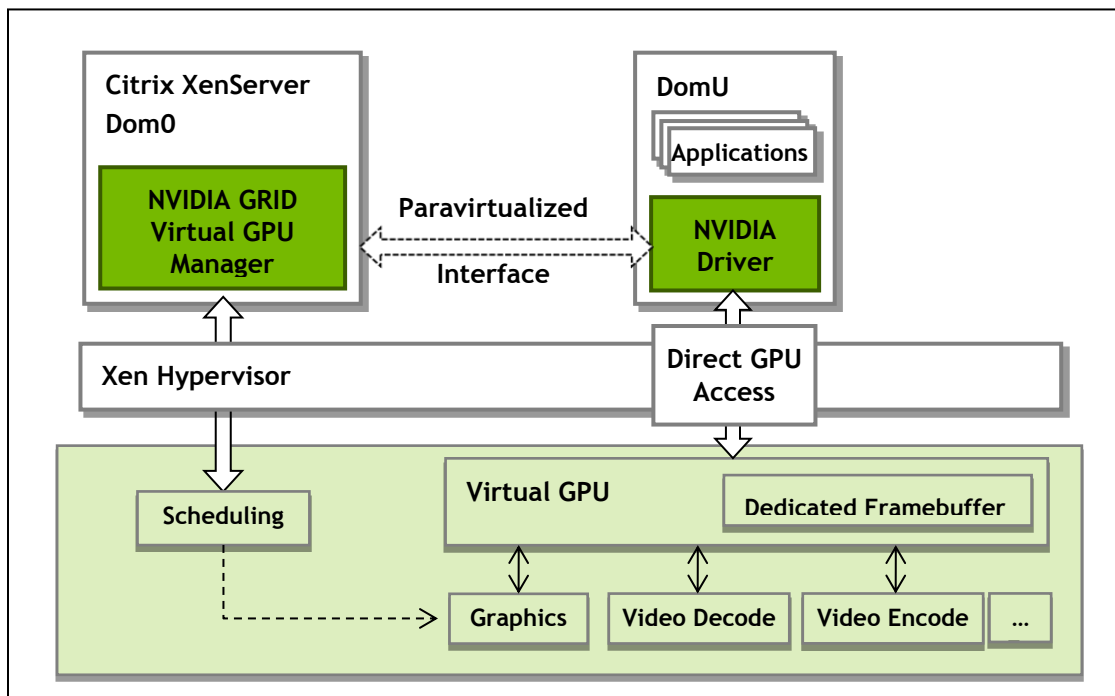 Citrix XenServer
Dom0
NVIDIA GRID
Virtual GPU
Manager
Paravirtualized
Interface
DomU
Applications
NVIDIA
Driver
Xen Hypervisor
Direct GPU
Access
Scheduling
Virtual GPU
Dedicated Framebuffer
Graphics
Video Decode
Video Encode
...